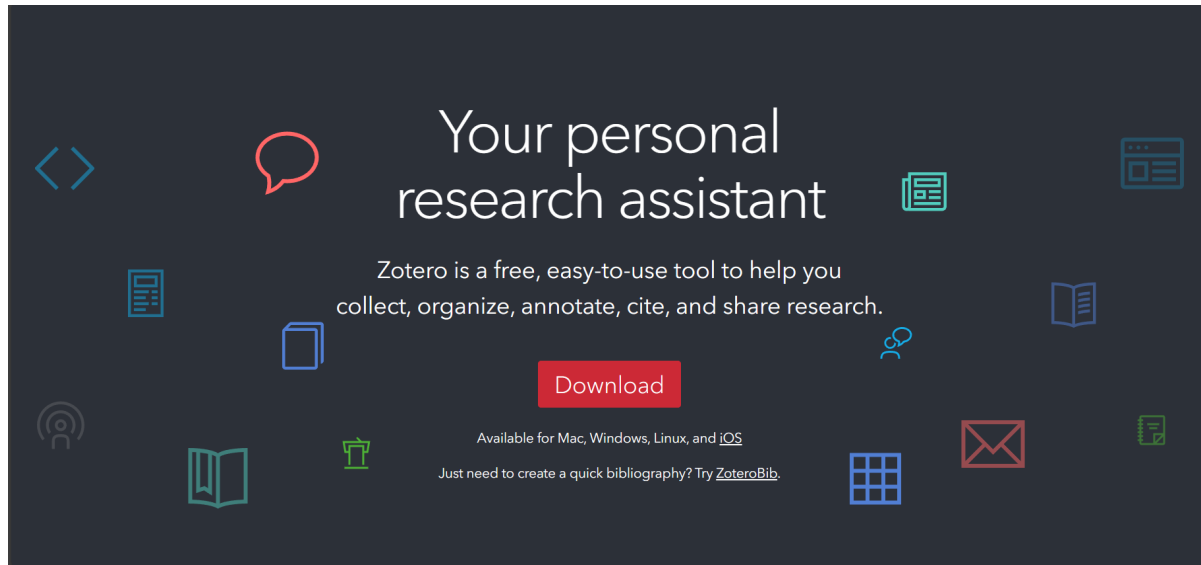 Your personal
research assistant
Zotero is a free, easy-to-use tool to help you
collect, organize, annotate, cite, and share research.
Download
Available for Mac, Windows, Linux, and iOS
Just need to create a quick bibliography? Try ZoteroBib.